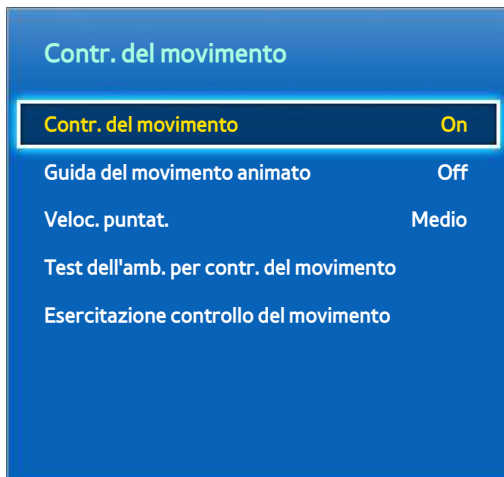 Contr. del movimento
Contr. del movimento On
Guida del movimento animato Off
Veloc. puntat. Medio
Test dell'amb. per contr. del movimento
Esercitazione controllo del movimento